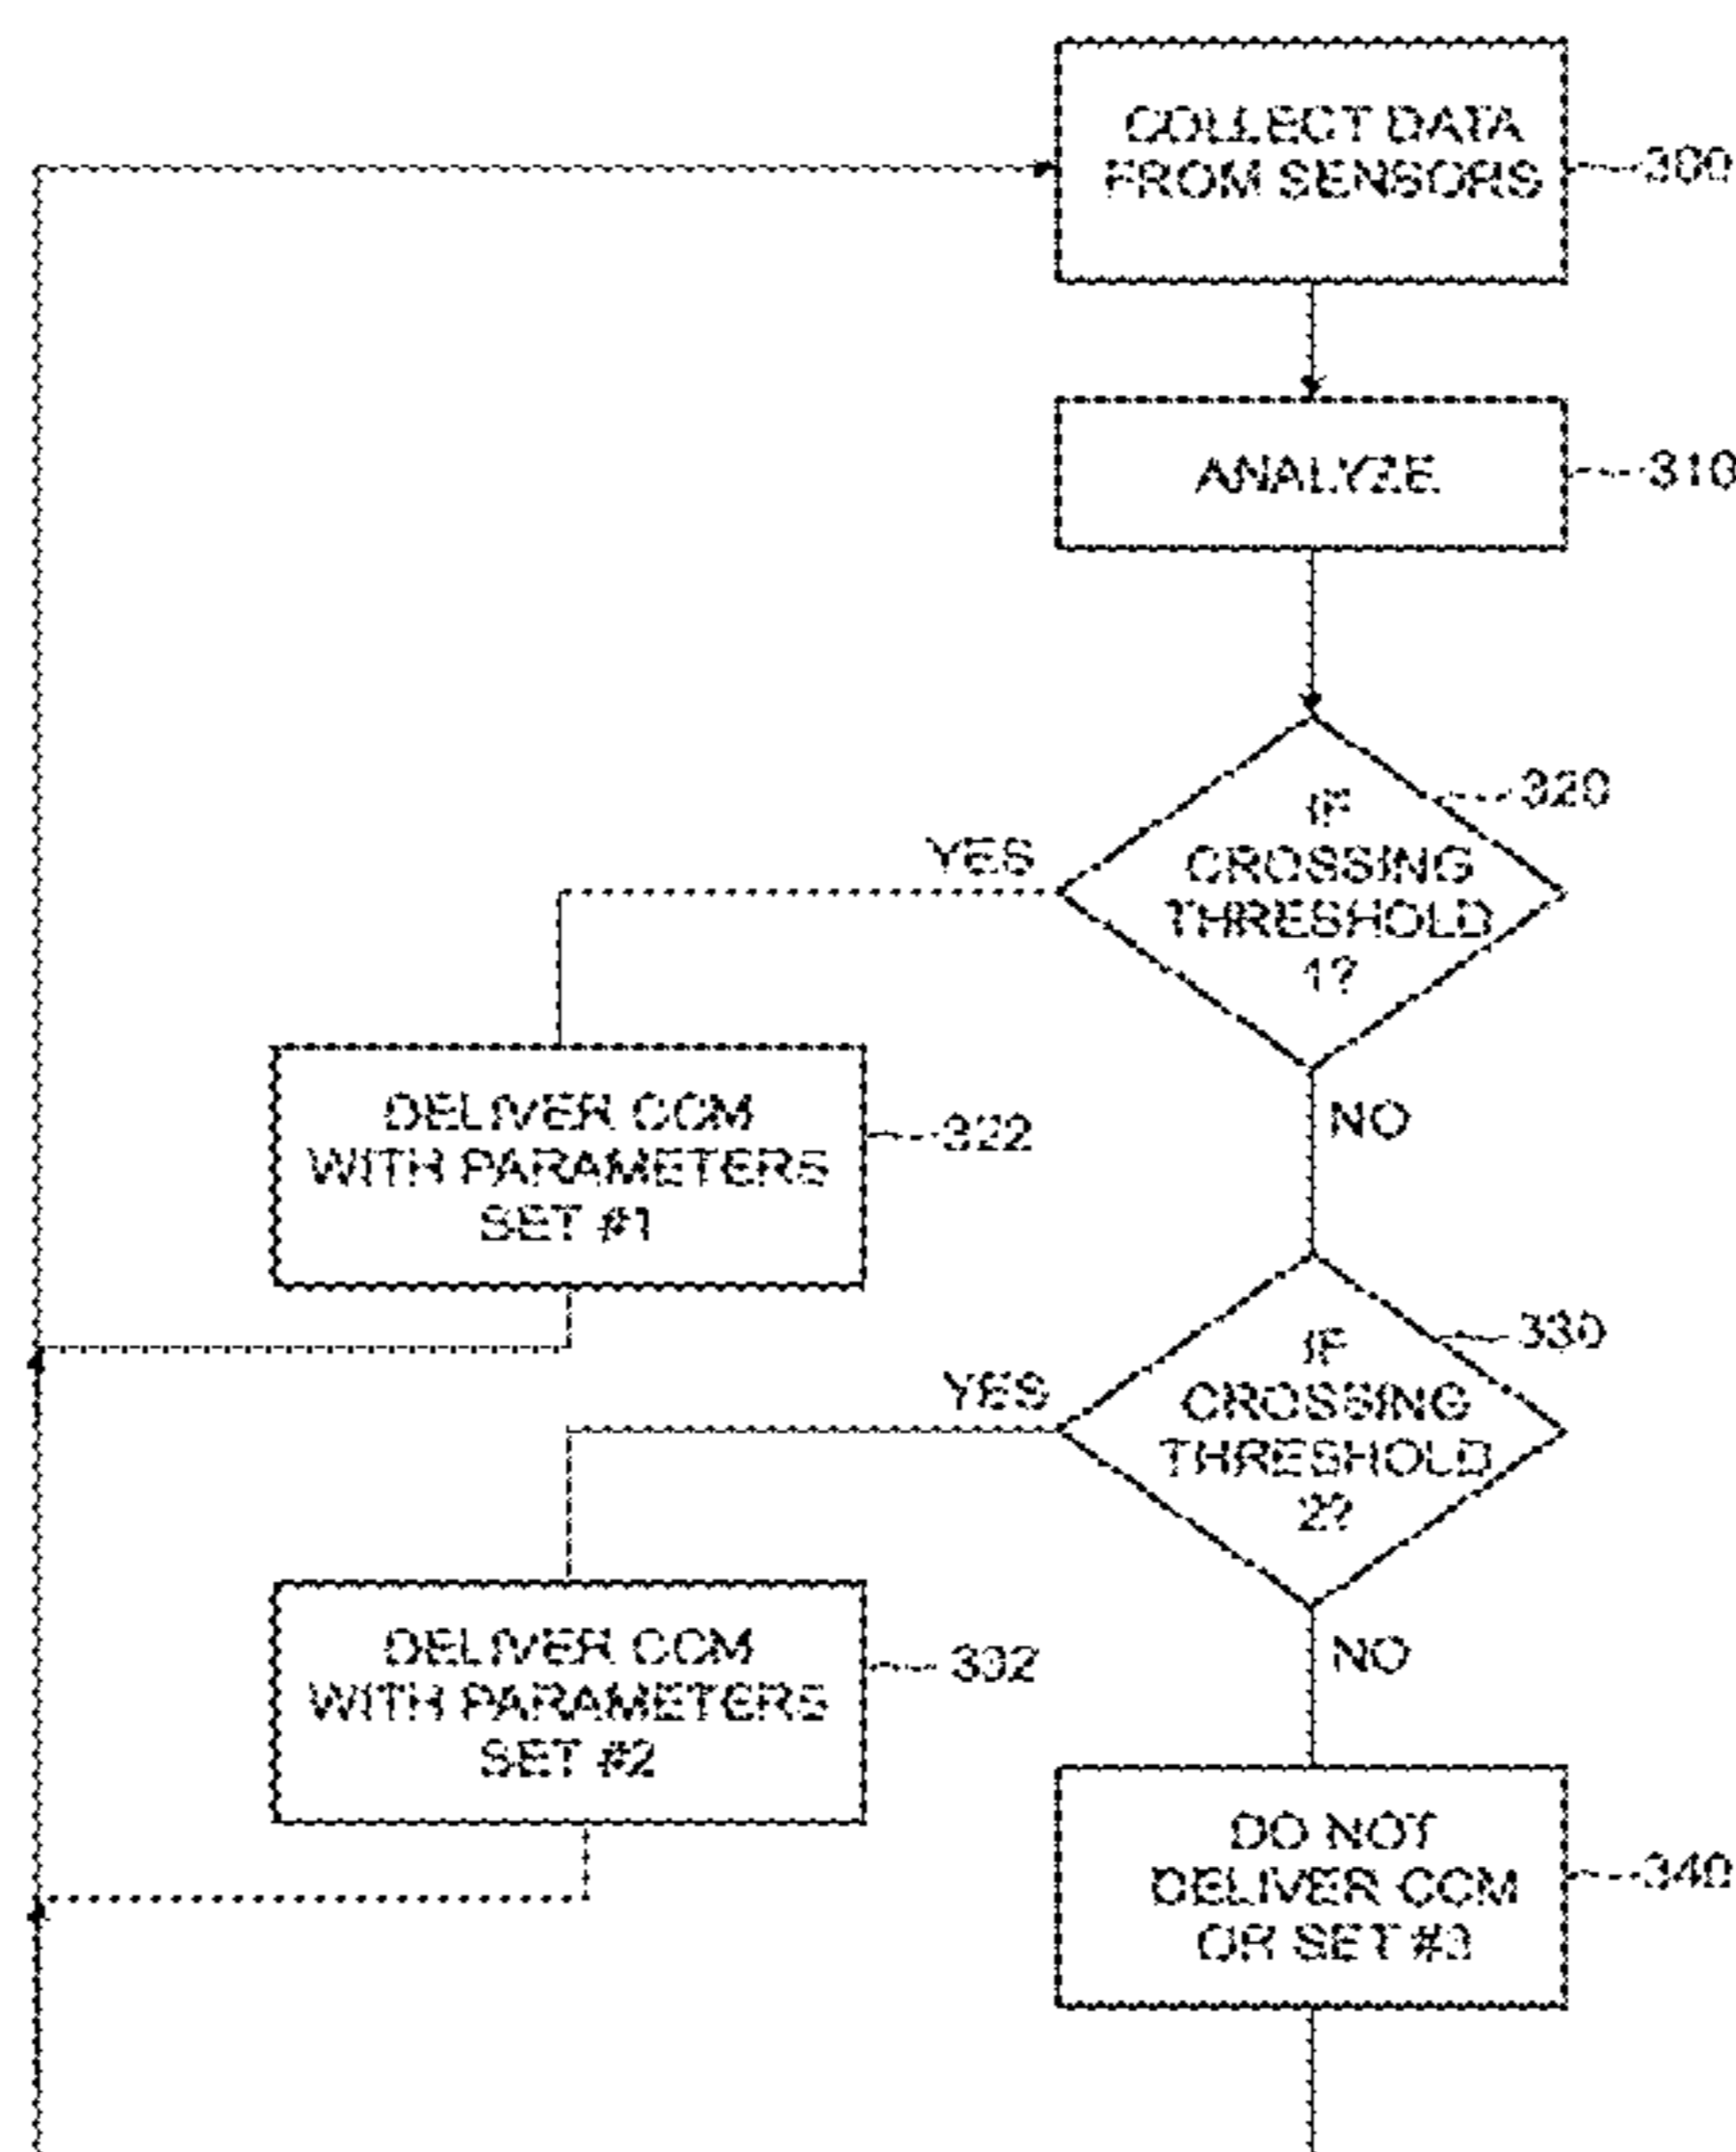 COLLECT DATA
FROM SENSORS
300
ANALYZE
310
320
IF
CROSSING
THRESHOLD
1?
YES
NO
DELIVER CCM
WITH PARAMETERS
SET #1
322
330
IF
CROSSING
THRESHOLD
2?
YES
NO
DELIVER CCM
WITH PARAMETERS
SET #2
332
DO NOT
DELIVER CCM
OR SET #3
340